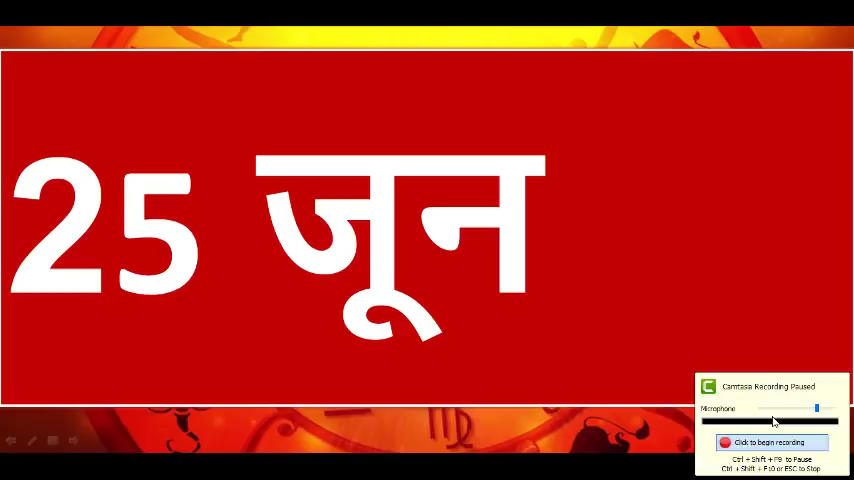 25 जून
Camtasia Recording Paused
Microphone
Click to begin recording
Ctrl + Shift + F9 to Pause
Ctrl + Shift + F10 or ESC to Stop